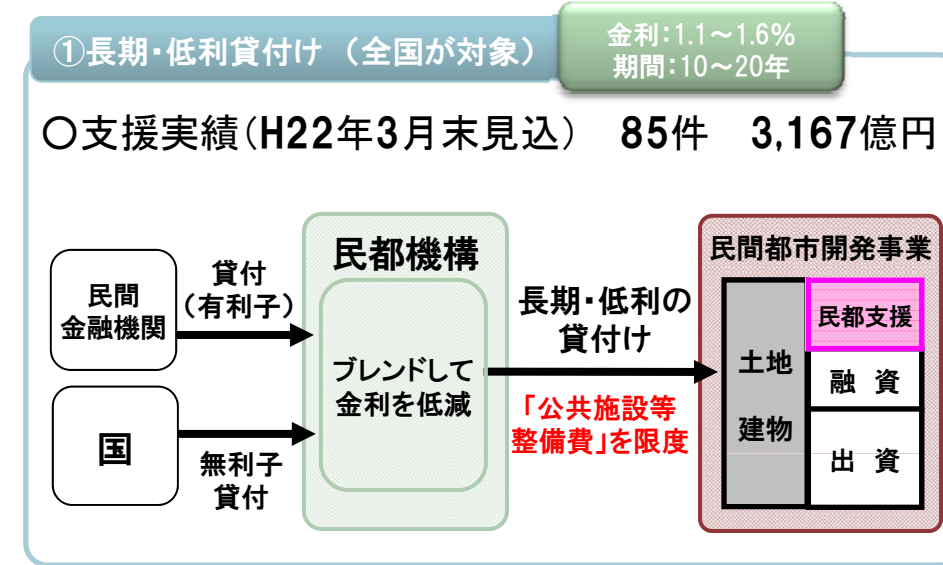 ①長期・低利貸付け（全国が対象）
金利：1.1～1.6％
期間：10～20年
○支援実績（H22年3月末見込）　85件　3,167億円
民間
金融機関
貸付
（有利子）
国
無利子
貸付
民都機構
ブレンドして
金利を低減
長期・低利の
貸付け
「公共施設等
整備費」を限度
民間都市開発事業
土地
建物
民都支援
融　資
出　資